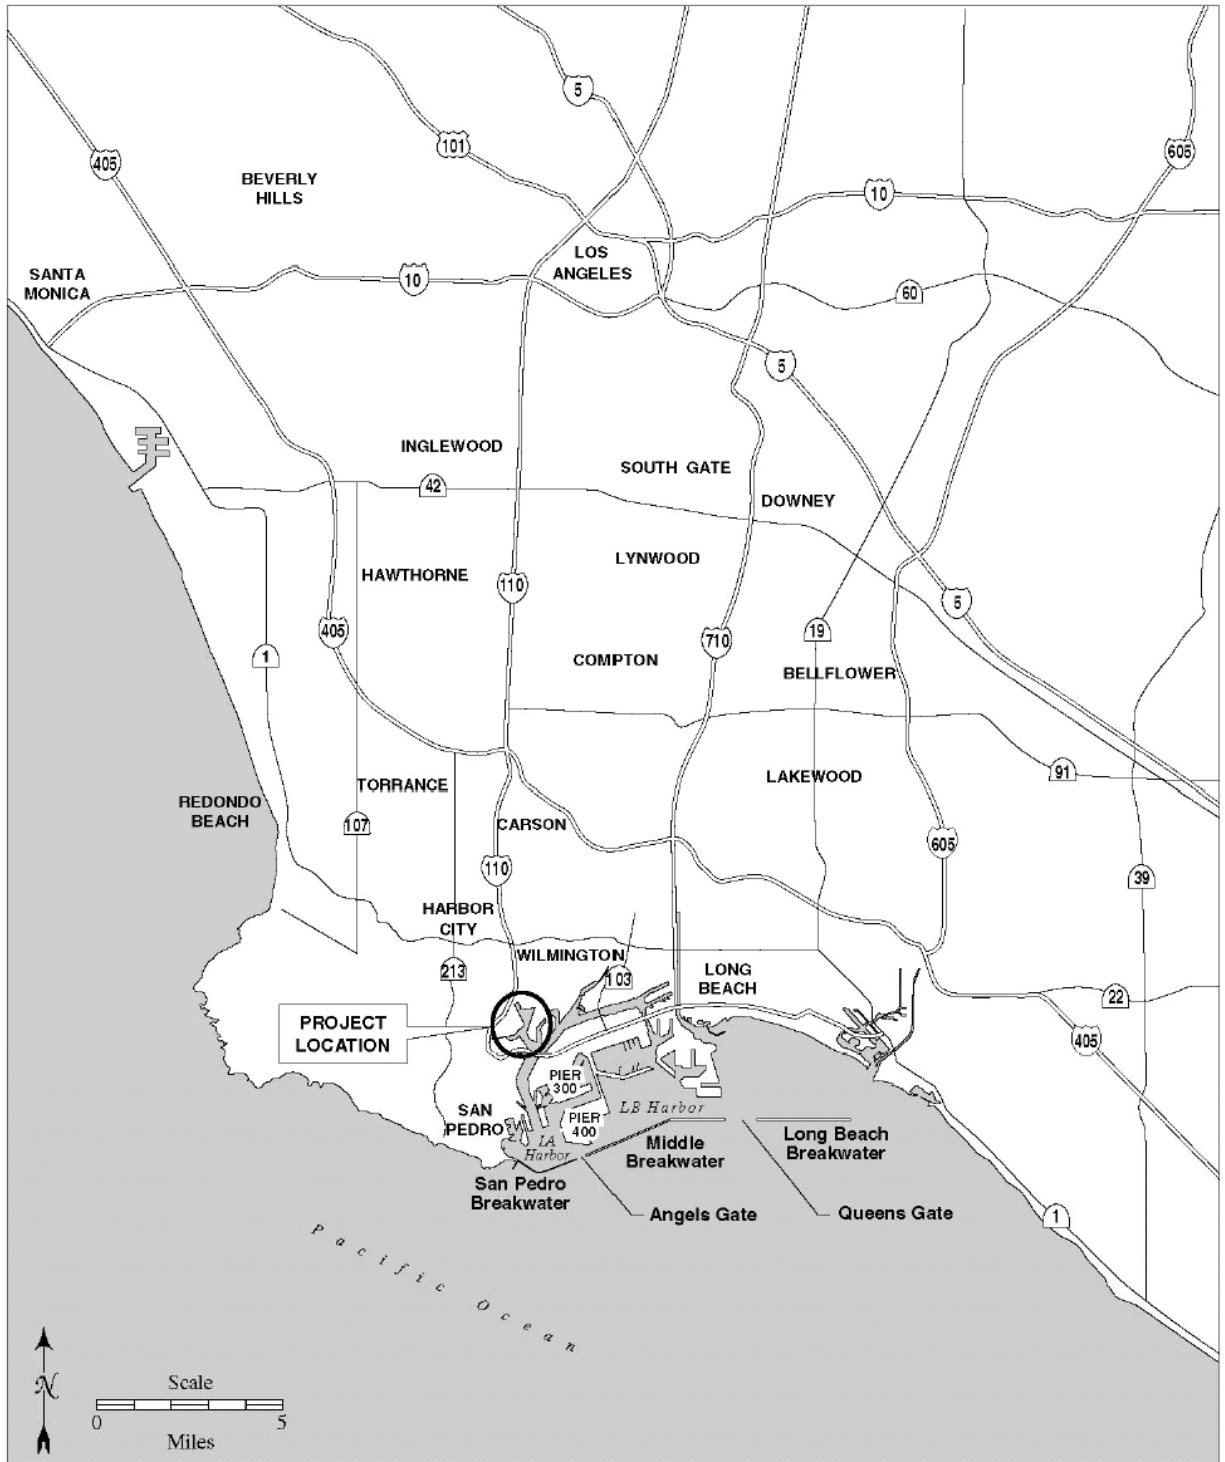 5
101
405
605
BEVERLY
HILLS
10
LOS
ANGELES
SANTA
MONICA
10
60
5
INGLEWOOD
SOUTH GATE
42
DOWNEY
LYNWOOD
HAWTHORNE
110
5
405
19
710
1
COMPTON
BELLFLOWER
91
LAKEWOOD
TORRANCE
REDONDO
BEACH
107
CARSON
605
110
39
HARBOR
CITY
WILMINGTON
213
103
LONG
BEACH
22
PROJECT
LOCATION
405
PIER
300
SAN
PEDRO
LB Harbor
PIER
400
LA
Harbor
Middle
Breakwater
Long Beach
Breakwater
San Pedro
Breakwater
Angels Gate
Queens Gate
1
Pacific Ocean
N
Scale
0 5
Miles